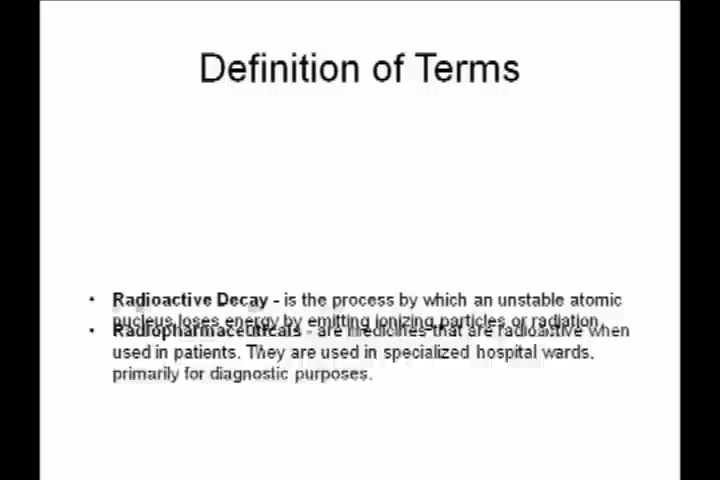 Definition of Terms
• Radioactive Decay - is the process by which an unstable atomic
nucleus loses energy by emitting ionizing particles or radiation.
• Radiopharmaceuticals - are medicines that are radioactive when
used in patients. They are used in specialized hospital wards,
primarily for diagnostic purposes.